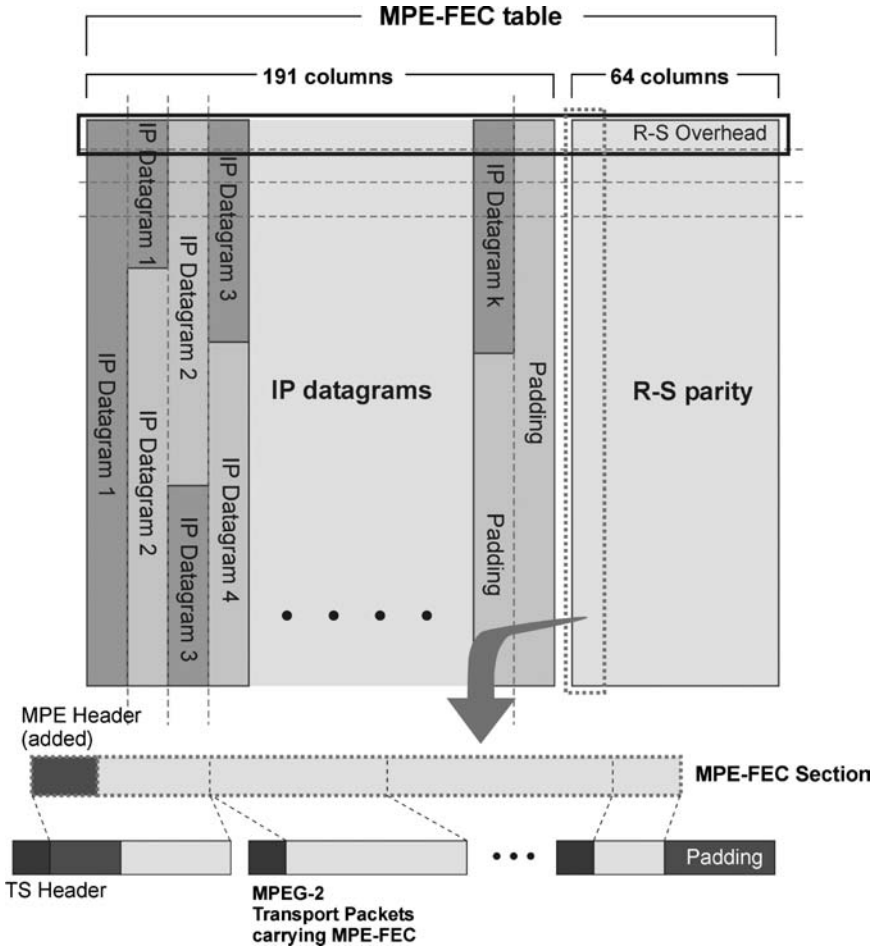 MPE-FEC table
191 columns
64 columns
R-S Overhead
IP Datagram 1
IP Datagram 1
IP Datagram 2
IP Datagram 2
IP Datagram 3
IP Datagram 3
IP Datagram 4
IP datagrams
IP Datagram k
Padding
Padding
R-S parity
MPE Header
(added)
MPE-FEC Section
Padding
TS Header
MPEG-2
Transport Packets
carrying MPE-FEC